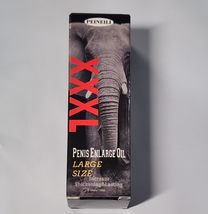 PEINEILI
XXXL
PENIS ENLARGE OIL
LARGE
SIZE
Increase
Thickening&Lasting